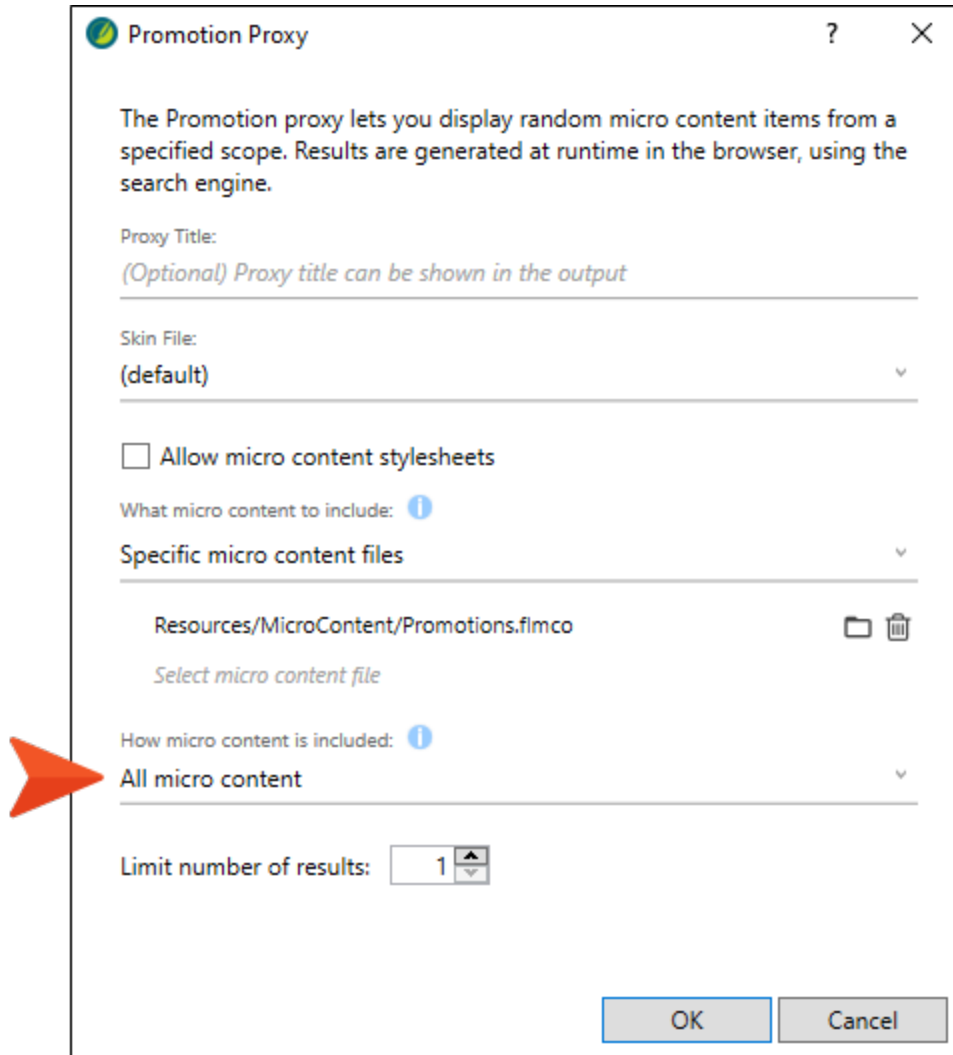 Promotion Proxy
?
The Promotion proxy lets you display random micro content items from a
specified scope. Results are generated at runtime in the browser, using the
search engine.
Proxy Title:
(Optional) Proxy title can be shown in the output
Skin File:
(default)
Allow micro content stylesheets
What micro content to include:
Specific micro content files
Resources/MicroContent/Promotions.flmco
Select micro content file
How micro content is included:
All micro content
Limit number of results: 1
OK Cancel